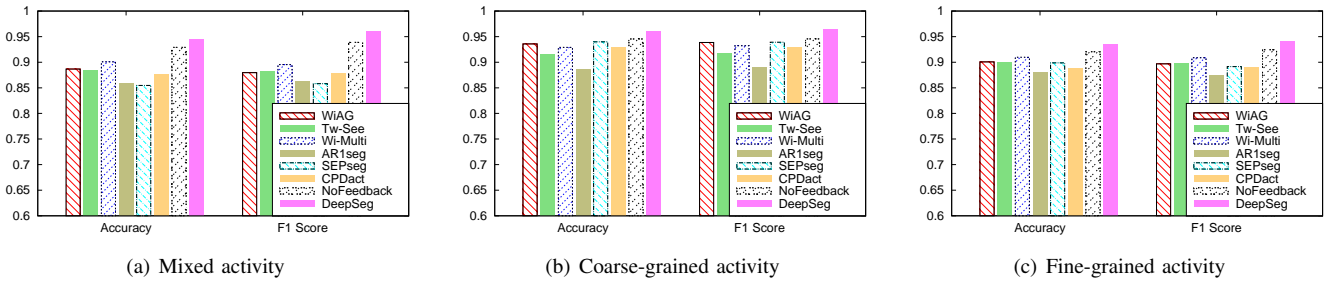 1
0.95
0.9
0.85
0.8
0.75
0.7
0.65
0.6
Accuracy F1 Score
WiAG
Tw-See
Wi-Multi
AR1seg
SEPseg
CPDact
NoFeedback
DeepSeg
(a) Mixed activity
1
0.95
0.9
0.85
0.8
0.75
0.7
0.65
0.6
Accuracy F1 Score
WiAG
Tw-See
Wi-Multi
AR1seg
SEPseg
CPDact
NoFeedback
DeepSeg
(b) Coarse-grained activity
1
0.95
0.9
0.85
0.8
0.75
0.7
0.65
0.6
Accuracy F1 Score
WiAG
Tw-See
Wi-Multi
AR1seg
SEPseg
CPDact
NoFeedback
DeepSeg
(c) Fine-grained activity